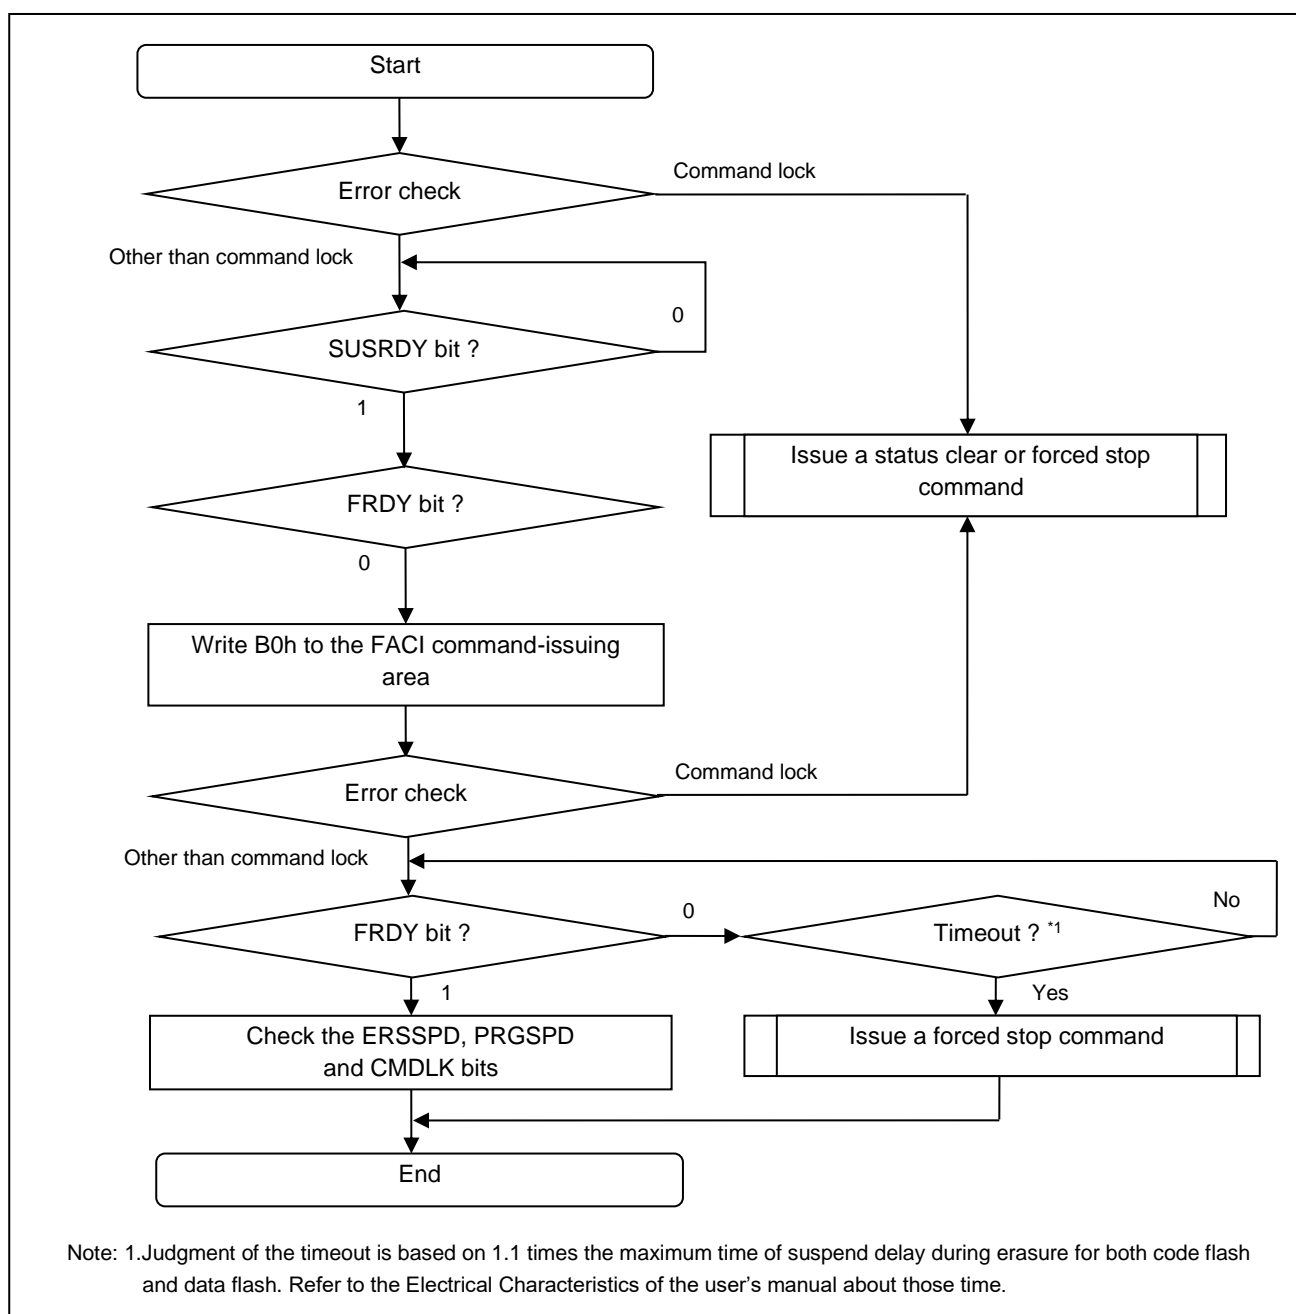 Start
Error check
Command lock
Other than command lock
SUSRDY bit ?
0
1
Issue a status clear or forced stop
command
FRDY bit ?
0
Write B0h to the FACI command-issuing
area
Error check
Command lock
Other than command lock
FRDY bit ?
0
Timeout ? *1
No
1
Yes
Check the ERSSPD, PRGSPD
and CMDLK bits
Issue a forced stop command
End
Note: 1.Judgment of the timeout is based on 1.1 times the maximum time of suspend delay during erasure for both code flash
and data flash. Refer to the Electrical Characteristics of the user’s manual about those time.